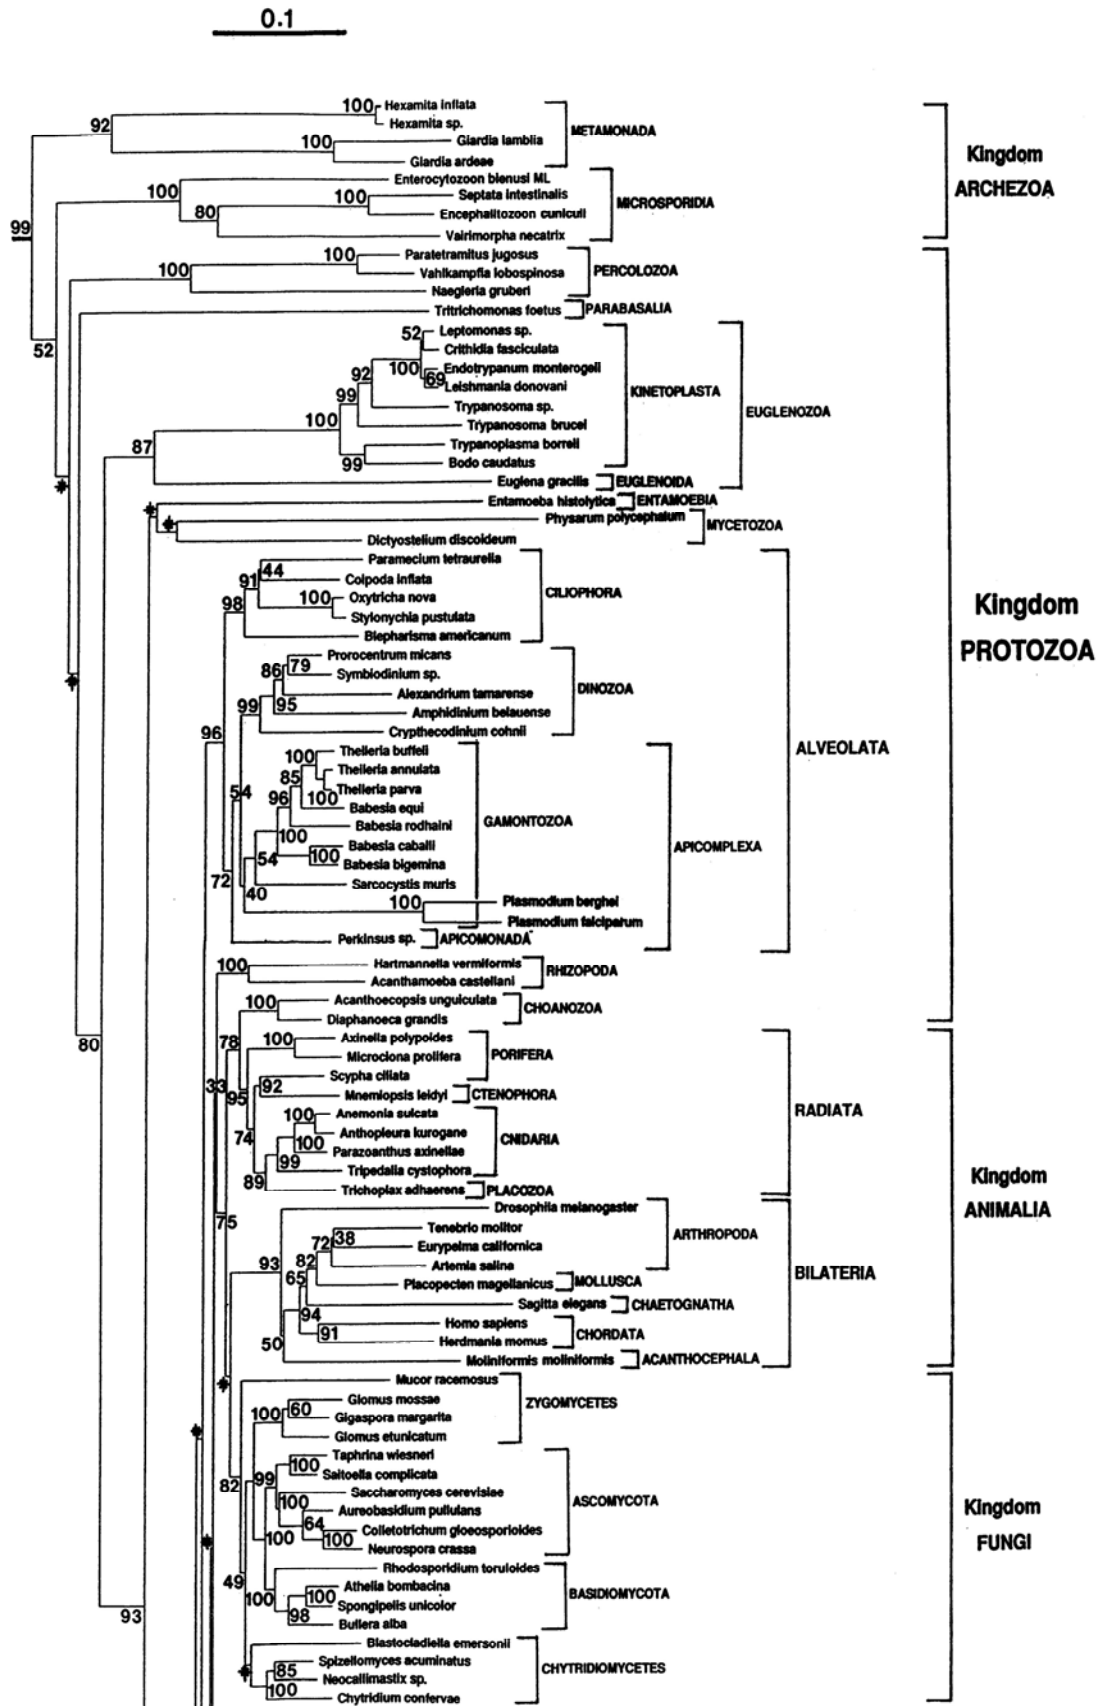 0.1
100 Hexamita inflata
Hexamita sp.
92
100 Giardia lamblia
Giardia ardeae
METAMONADA
Kingdom
ARCHEZOA
Enterocytozoon bienusi ML
100
Septata intestinalis
100
80 Encephalitozoon cuniculi
Vairimorpha necatrix
MICROSPORIDIA
99
Paratetramitus jugosus
100
Vahlkampfia lobospinosa
100
Naegleria gruberi
PERCOLOZOA
Tritrichomonas foetus PARABASALIA
52
52 Leptomonas sp.
Crithidia fasciculata
100 Endotrypanum monterogeii
69 Leishmania donovani
92
99 Trypanosoma sp.
100 Trypanosoma brucei
Trypanoplasma borreli
99 Bodo caudatus
KINETOPLASTA
EUGLENOZOA
87
Euglena gracilis EUGLENOIDA
Entamoeba histolytica ENTAMOEBIA
Physarum polycephalum
Dictyostelium discoideum
MYCETOZOA
Paramecium tetraurelia
44
91 Colpoda inflata
98 100 Oxytricha nova
Stylonychia pustulata
Blepharisma americanum
CILIOPHORA
Kingdom
PROTOZOA
Prorocentrum micans
86 79
Symbiodinium sp.
Alexandrium tamarense
99 95 Amphidinium belauense
Crypthecodinium cohnii
DINOZOA
96
ALVEOLATA
100 Theileria buffeli
85 Theileria annulata
Theileria parva
54 96 100
Babesia equi
Babesia rodhaini
100
Babesia caballi
54 100
Babesia bigemina
Sarcocystis muris
GAMONTOZOA
APICOMPLEXA
72 40
100 Plasmodium berghei
Plasmodium falciparum
Perkinsus sp. APICOMONADA
100 Hartmannella vermiformis
Acanthamoeba castellani
RHIZOPODA
100 Acanthoecopsis unguiculata
Diaphanoeca grandis
CHOANOZOA
80
78
100 Axinella polypoides
Microciona prolifera
Scypha ciliata
PORIFERA
33 95
92 Mnemiopsis leidyi CTENOPHORA
RADIATA
100 Anemonia sulcata
74 Anthopleura kurogane
100
Parazoanthus axinellae
99 Tripedalia cystophora
CNIDARIA
89
Trichoplax adhaerens PLACOZOA
Kingdom
ANIMALIA
75
Drosophila melanogaster
Tenebrio molitor
72 38
Eurypelma californica
93 82
Artemia salina
ARTHROPODA
65
Placopecten magellanicus MOLLUSCA
BILATERIA
Sagitta elegans CHAETOGNATHA
94
Homo sapiens
91
Herdmania momus
CHORDATA
50
Moliniformis moliniformis ACANTHOCEPHALA
Mucor racemosus
Glomus mossae
60
100 Gigaspora margarita
Glomus etunicatum
ZYGOMYCETES
Taphrina wiesneri
100
99 Saitoella complicata
82
Saccharomyces cerevisiae
100
Aureobasidium pullulans
64
Colletotrichum gloeosporioides
100 100
Neurospora crassa
ASCOMYCOTA
Kingdom
FUNGI
Rhodosporidium toruloides
49
Athelia bombacina
100 100
Spongipelis unicolor
98
Bullera alba
BASIDIOMYCOTA
93
Blastocladiella emersonii
Spizellomyces acuminatus
85
Neocallimastix sp.
100
Chytridium confervae
CHYTRIDIOMYCETES